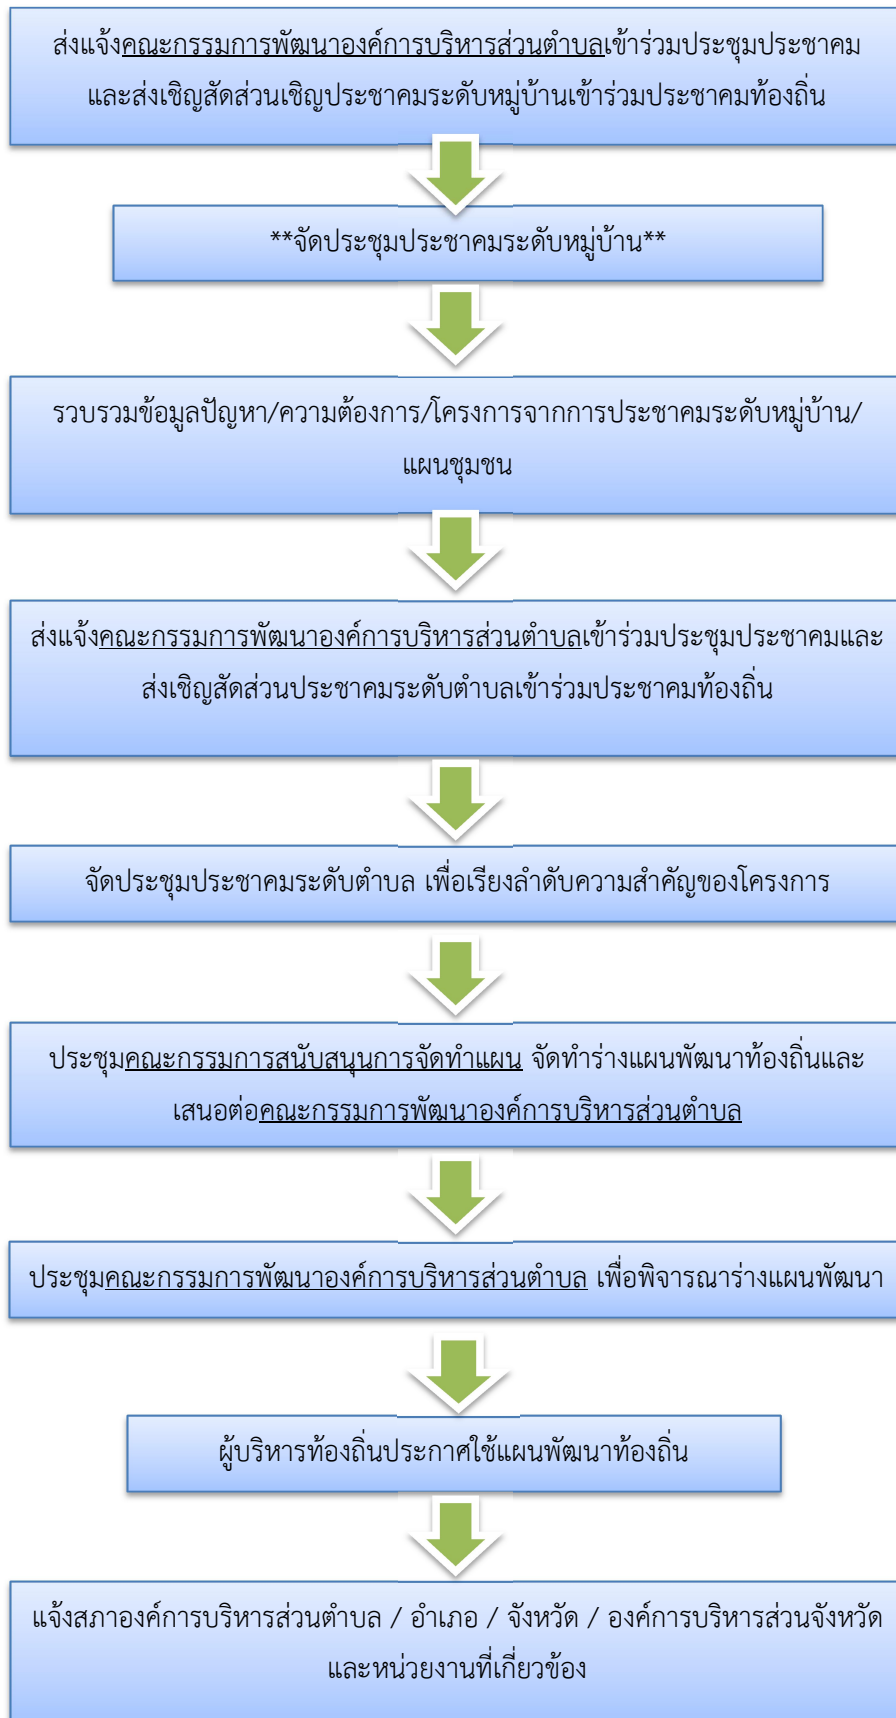 ส่งแจ้งคณะกรรมการพัฒนาองค์การบริหารส่วนตำบลเข้าร่วมประชุมประชาคม
และส่งเชิญสัดส่วนเชิญประชาคมระดับหมู่บ้านเข้าร่วมประชาคมท้องถิ่น
**จัดประชุมประชาคมระดับหมู่บ้าน**
รวบรวมข้อมูลปัญหา/ความต้องการ/โครงการจากการประชาคมระดับหมู่บ้าน/
แผนชุมชน
ส่งแจ้งคณะกรรมการพัฒนาองค์การบริหารส่วนตำบลเข้าร่วมประชุมประชาคมและ
ส่งเชิญสัดส่วนประชาคมระดับตำบลเข้าร่วมประชาคมท้องถิ่น
จัดประชุมประชาคมระดับตำบล เพื่อเรียงลำดับความสำคัญของโครงการ
ประชุมคณะกรรมการสนับสนุนการจัดทำแผน จัดทำร่างแผนพัฒนาท้องถิ่นและ
เสนอต่อคณะกรรมการพัฒนาองค์การบริหารส่วนตำบล
ประชุมคณะกรรมการพัฒนาองค์การบริหารส่วนตำบล เพื่อพิจารณาร่างแผนพัฒนา
ผู้บริหารท้องถิ่นประกาศใช้แผนพัฒนาท้องถิ่น
แจ้งสภาองค์การบริหารส่วนตำบล / อำเภอ / จังหวัด / องค์การบริหารส่วนจังหวัด
และหน่วยงานที่เกี่ยวข้อง